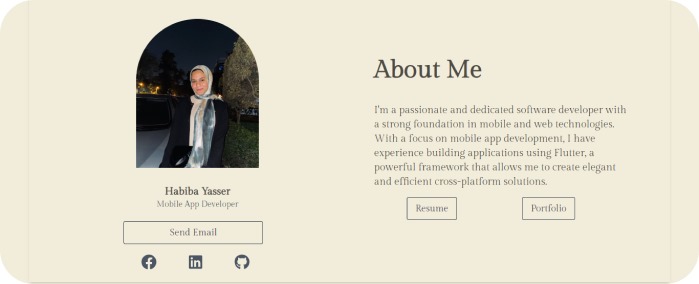 Habiba Yasser
Mobile App Developer
Send Email
About Me
I'm a passionate and dedicated software developer with
a strong foundation in mobile and web technologies.
With a focus on mobile app development, I have
experience building applications using Flutter, a
powerful framework that allows me to create elegant
and efficient cross-platform solutions.
Resume
Portfolio